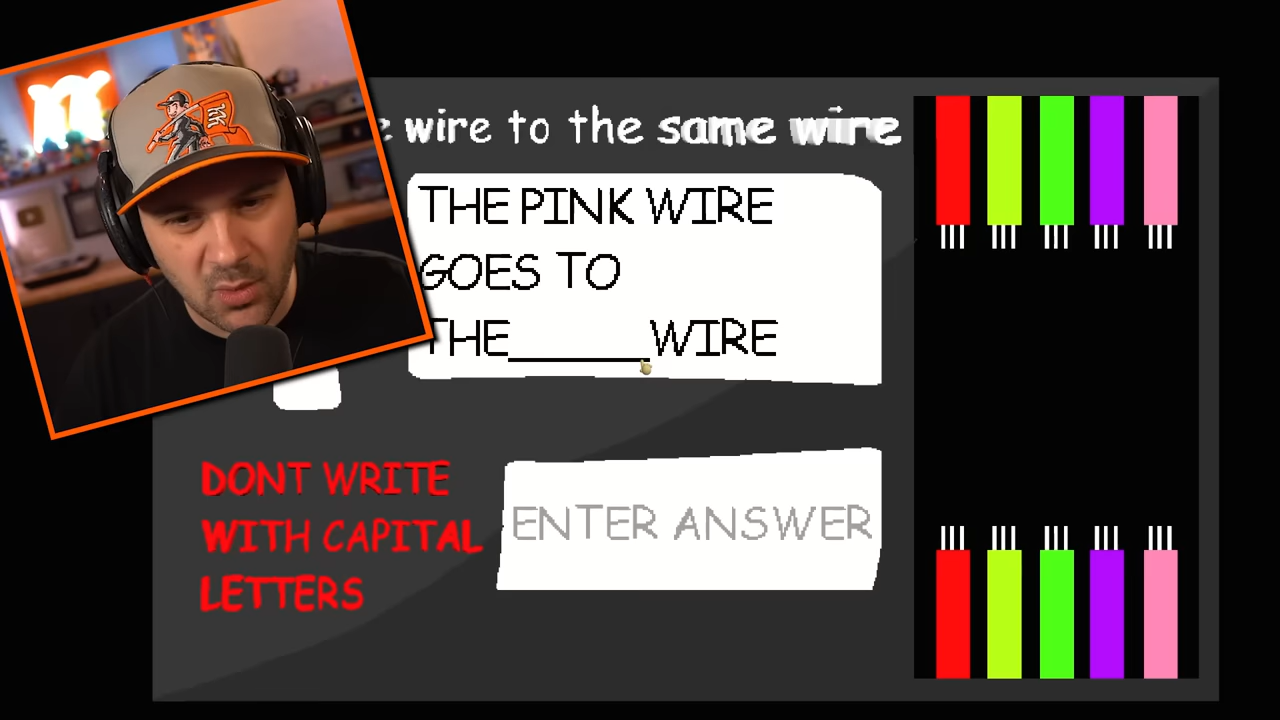 wire to the same wire
THE PINK WIRE
GOES TO
THE______WIRE
DONT WRITE
WITH CAPITAL
LETTERS
ENTER ANSWER